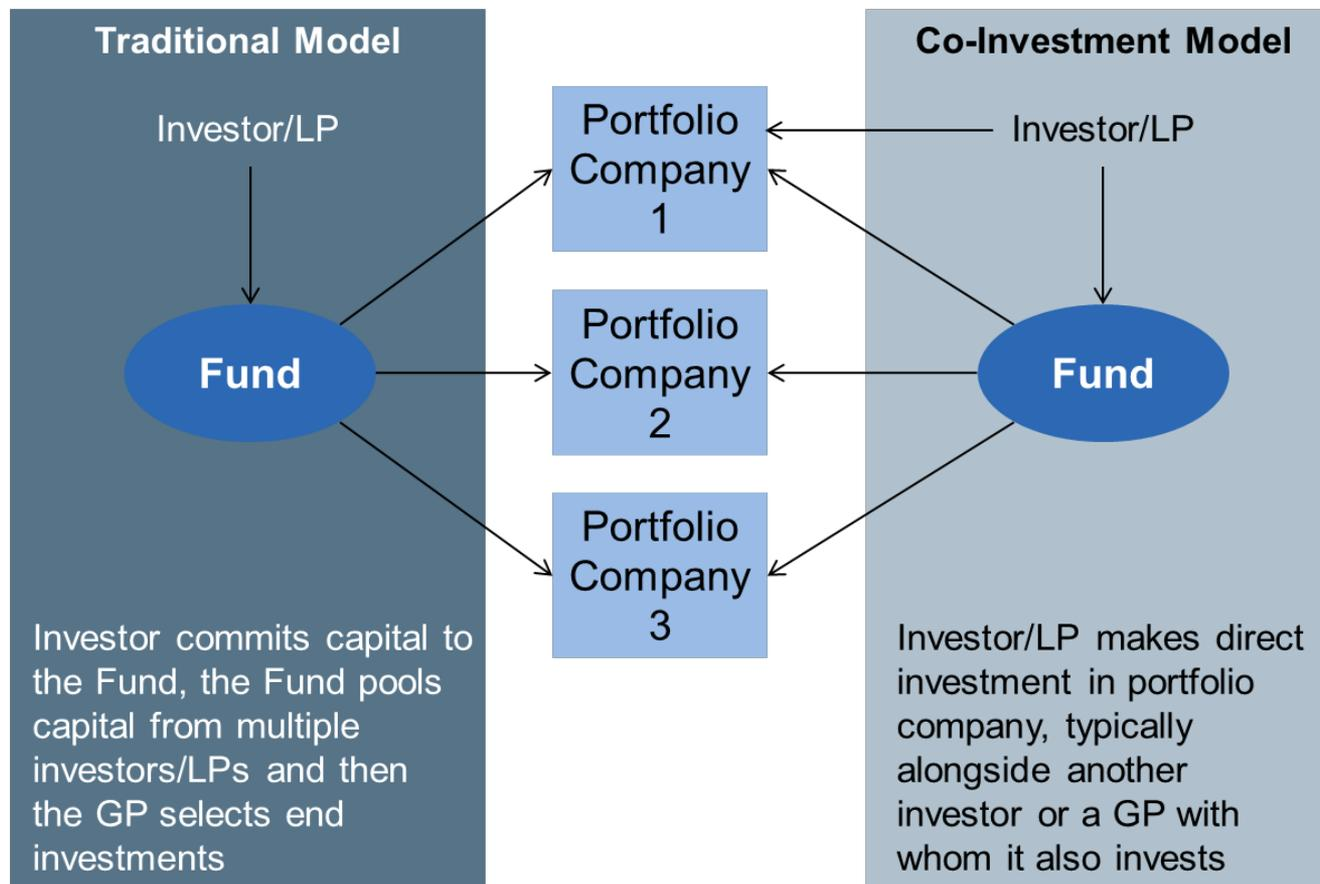 Traditional Model
Investor/LP
Fund
Investor commits capital to
the Fund, the Fund pools
capital from multiple
investors/LPs and then
the GP selects end
investments
Portfolio
Company
1
Portfolio
Company
2
Portfolio
Company
3
Co-Investment Model
Investor/LP
Fund
Investor/LP makes direct
investment in portfolio
company, typically
alongside another
investor or a GP with
whom it also invests